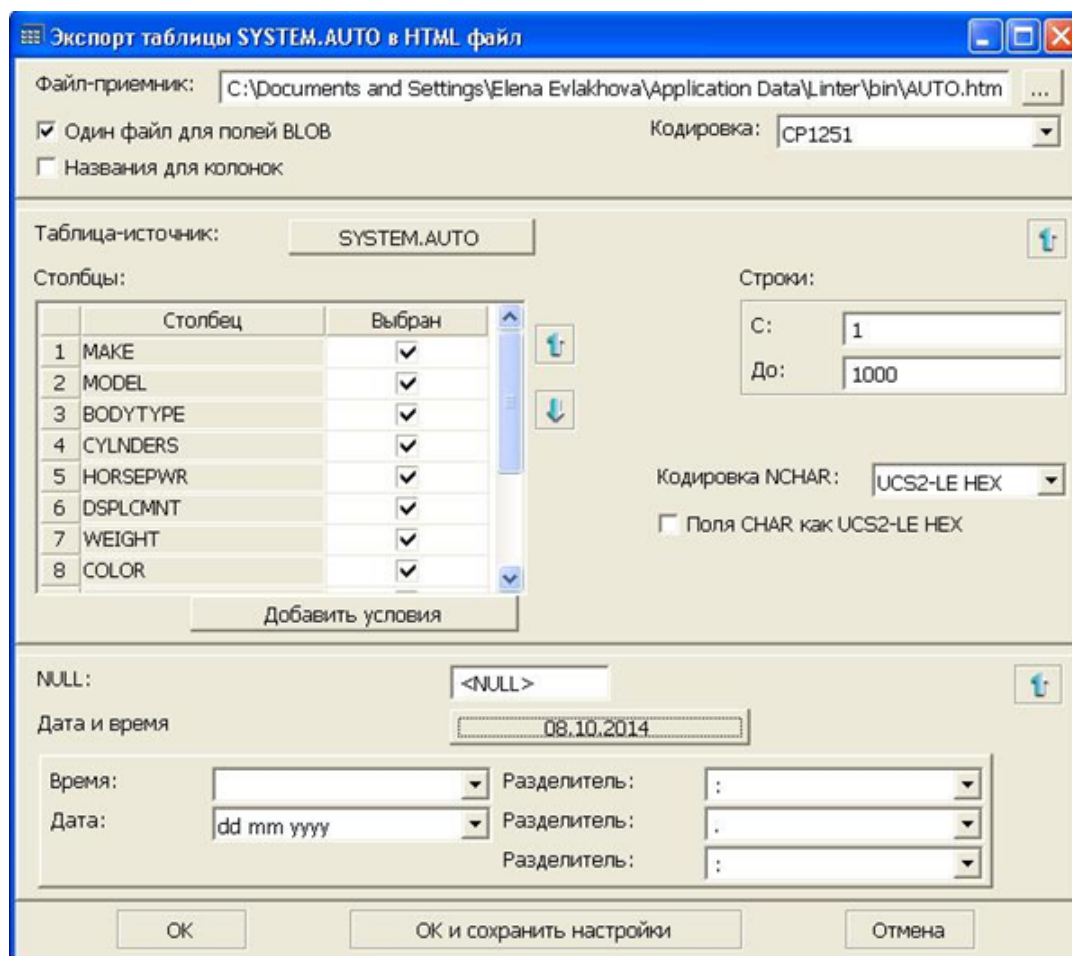 Экспорт таблицы SYSTEM.AUTO в HTML файл
Файл-приемник: C:\Documents and Settings\Elena Evlakhova\Application Data\Linter\bin\AUTO.htm ...
Один файл для полей BLOB Кодировка: CP1251
Названия для колонок
Таблица-источник: SYSTEM.AUTO
Столбцы: Строки:
Столбец Выбран
С: 1
До: 1000
1 MAKE
2 MODEL
3 BODYTYPE
4 CYLNDERS
5 HORSEPWR
6 DSPLCMNT
7 WEIGHT
8 COLOR
Кодировка NCHAR: UCS2-LE HEX
Поля CHAR как UCS2-LE HEX
Добавить условия
NULL: <NULL>
Дата и время 08.10.2014
Время: Разделитель: :
Дата: dd mm yyyy Разделитель: .
Разделитель: :
OK OK и сохранить настройки Отмена